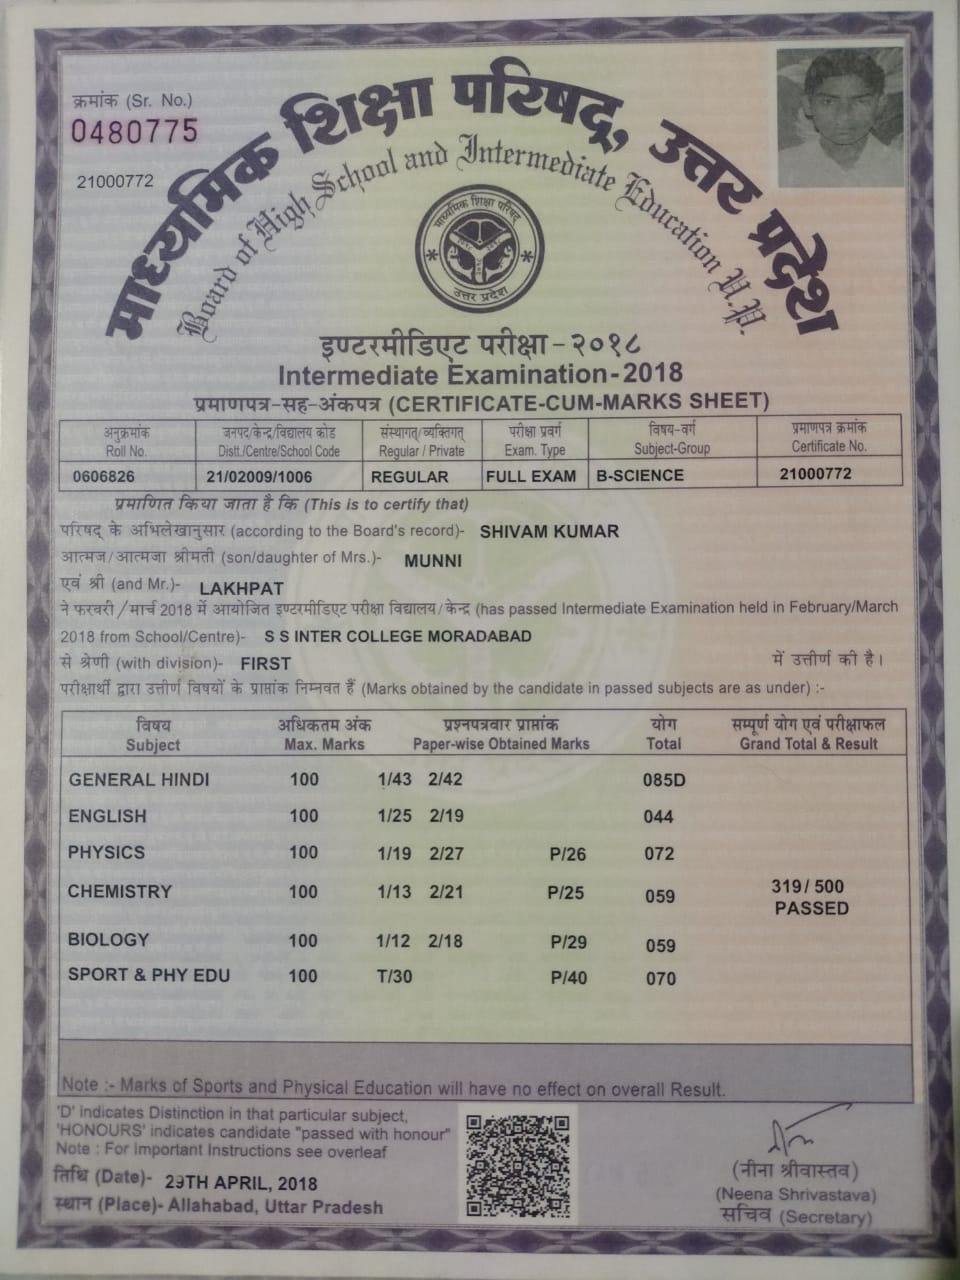 क्रमांक (Sr. No.)
0480775
21000772
माध्यमिक शिक्षा परिषद्, उत्तर प्रदेश
Board of High School and Intermediate Education U.P.
माध्यमिक शिक्षा परिषद्
उत्तर प्रदेश
इण्टरमीडिएट परीक्षा-२०१८
Intermediate Examination-2018
प्रमाणपत्र-सह-अंकपत्र (CERTIFICATE-CUM-MARKS SHEET)
अनुक्रमांक जनपद/केन्द्र/विद्यालय कोड संस्थागत/व्यक्तिगत् परीक्षा प्रवर्ग विषय-वर्ग प्रमाणपत्र क्रमांक
Roll No. Distt./Centre/School Code Regular / Private Exam. Type Subject-Group Certificate No.
0606826 21/02009/1006 REGULAR FULL EXAM B-SCIENCE 21000772
प्रमाणित किया जाता है कि (This is to certify that)
परिषद् के अभिलेखानुसार (according to the Board's record)- SHIVAM KUMAR
आत्मज/आत्मजा श्रीमती (son/daughter of Mrs.)- MUNNI
एवं श्री (and Mr.)- LAKHPAT
ने फरवरी/मार्च 2018 में आयोजित इण्टरमीडिएट परीक्षा विद्यालय/केन्द्र (has passed Intermediate Examination held in February/March
2018 from School/Centre)- S S INTER COLLEGE MORADABAD
से श्रेणी (with division)- FIRST में उत्तीर्ण की है।
परीक्षार्थी द्वारा उत्तीर्ण विषयों के प्राप्तांक निम्नवत हैं (Marks obtained by the candidate in passed subjects are as under) :-
विषय अधिकतम अंक प्रश्नपत्रवार प्राप्तांक योग सम्पूर्ण योग एवं परीक्षाफल
Subject Max. Marks Paper-wise Obtained Marks Total Grand Total & Result
GENERAL HINDI 100 1/43 2/42 085D
ENGLISH 100 1/25 2/19 044
PHYSICS 100 1/19 2/27 P/26 072
CHEMISTRY 100 1/13 2/21 P/25 059 319/ 500
PASSED
BIOLOGY 100 1/12 2/18 P/29 059
SPORT & PHY EDU 100 T/30 P/40 070
Note :- Marks of Sports and Physical Education will have no effect on overall Result.
'D' indicates Distinction in that particular subject,
'HONOURS' indicates candidate "passed with honour"
Note : For Important Instructions see overleaf
तिथि (Date)- 29TH APRIL, 2018
स्थान (Place)- Allahabad, Uttar Pradesh
(नीना श्रीवास्तव)
(Neena Shrivastava)
सचिव (Secretary)